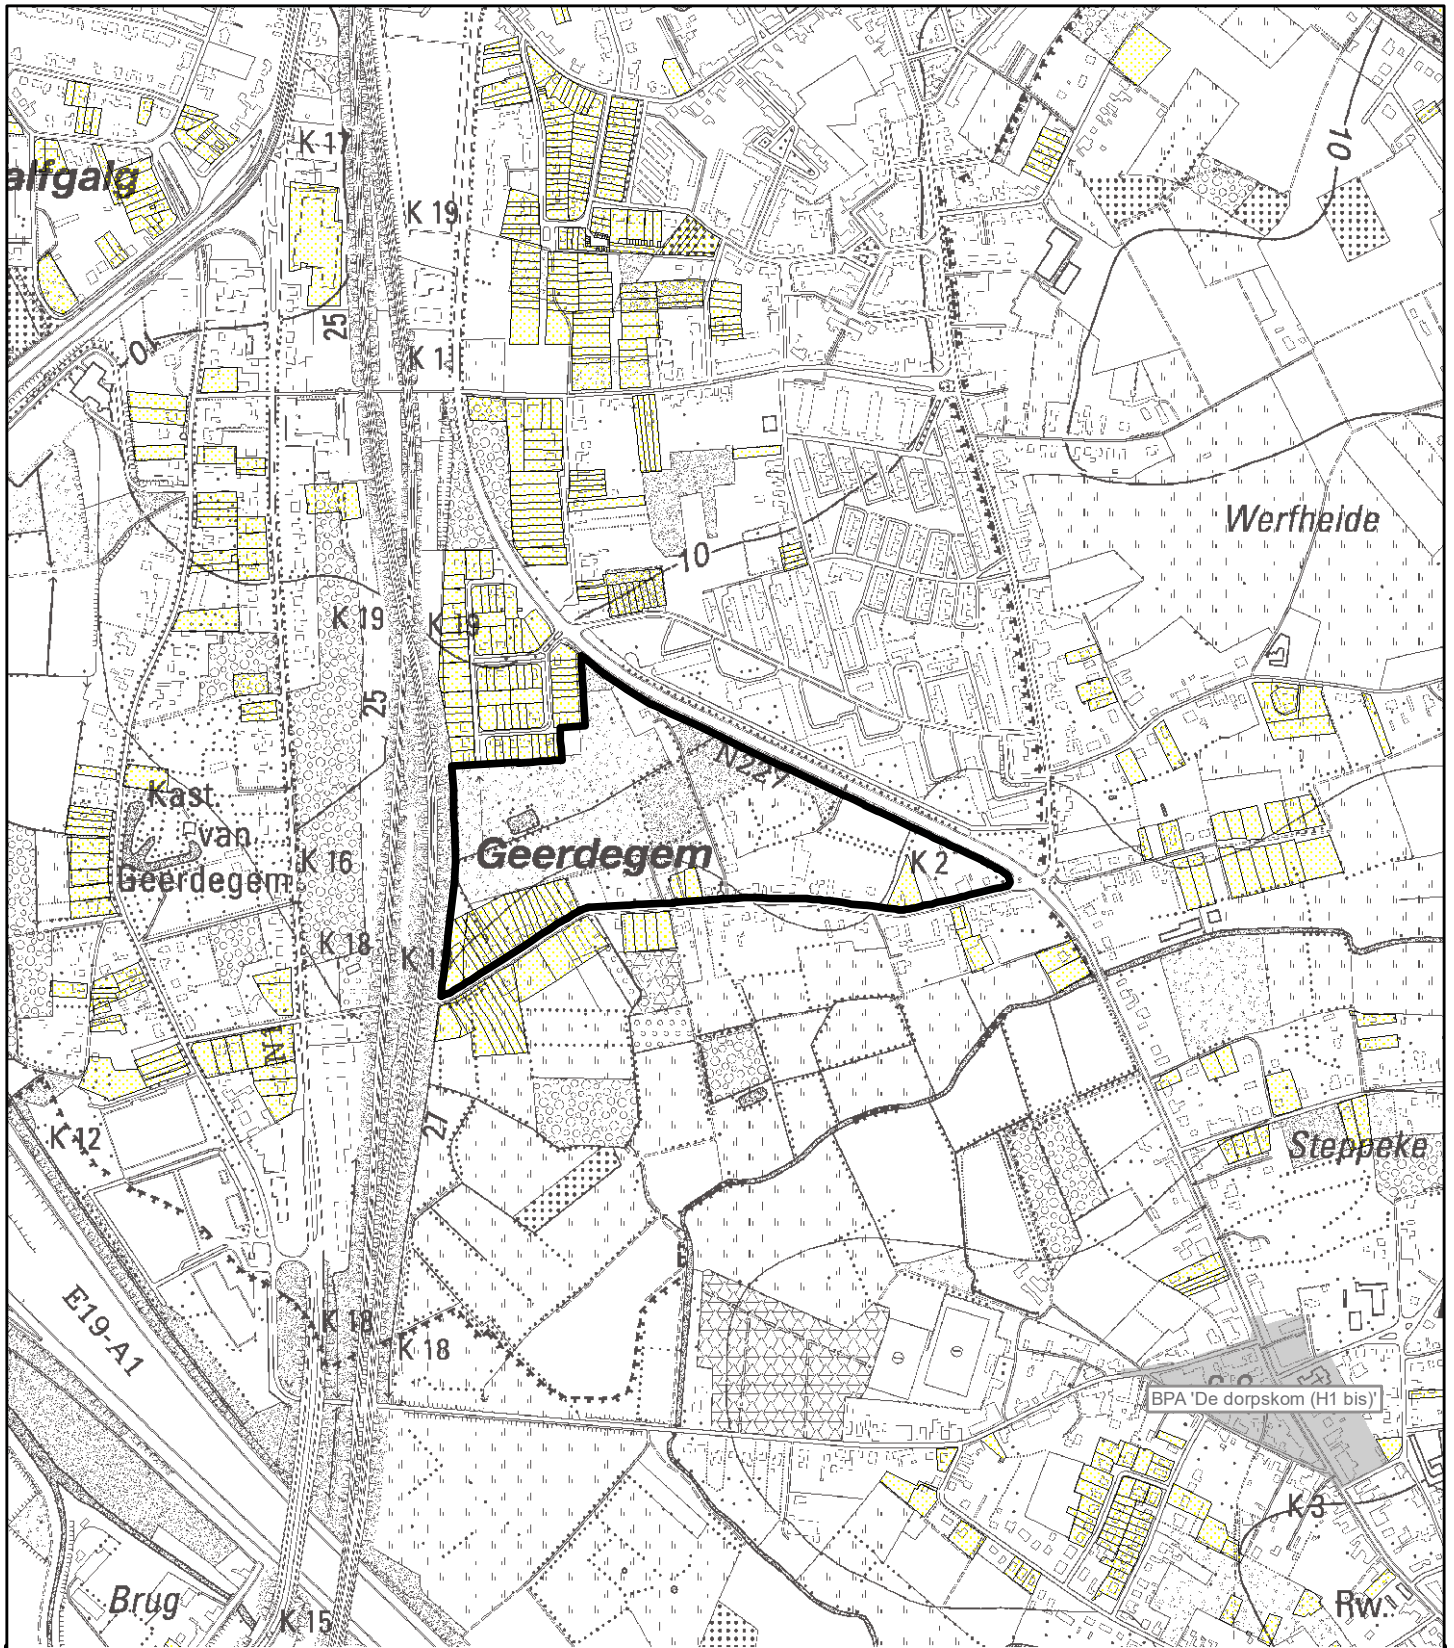 K 17
alfgalg
K 19
10
25
K 1
10
Werfheide
10
K 19
K 19
25
N227
Kast.
van
Geerdegem
Geerdegem
K 16
K 2
K 18
K 1
K 12
27
Steppeke
E19-A1
K 18
K 18
BPA 'De dorpskom (H1 bis)'
K 3
Brug
K 15
Rw.